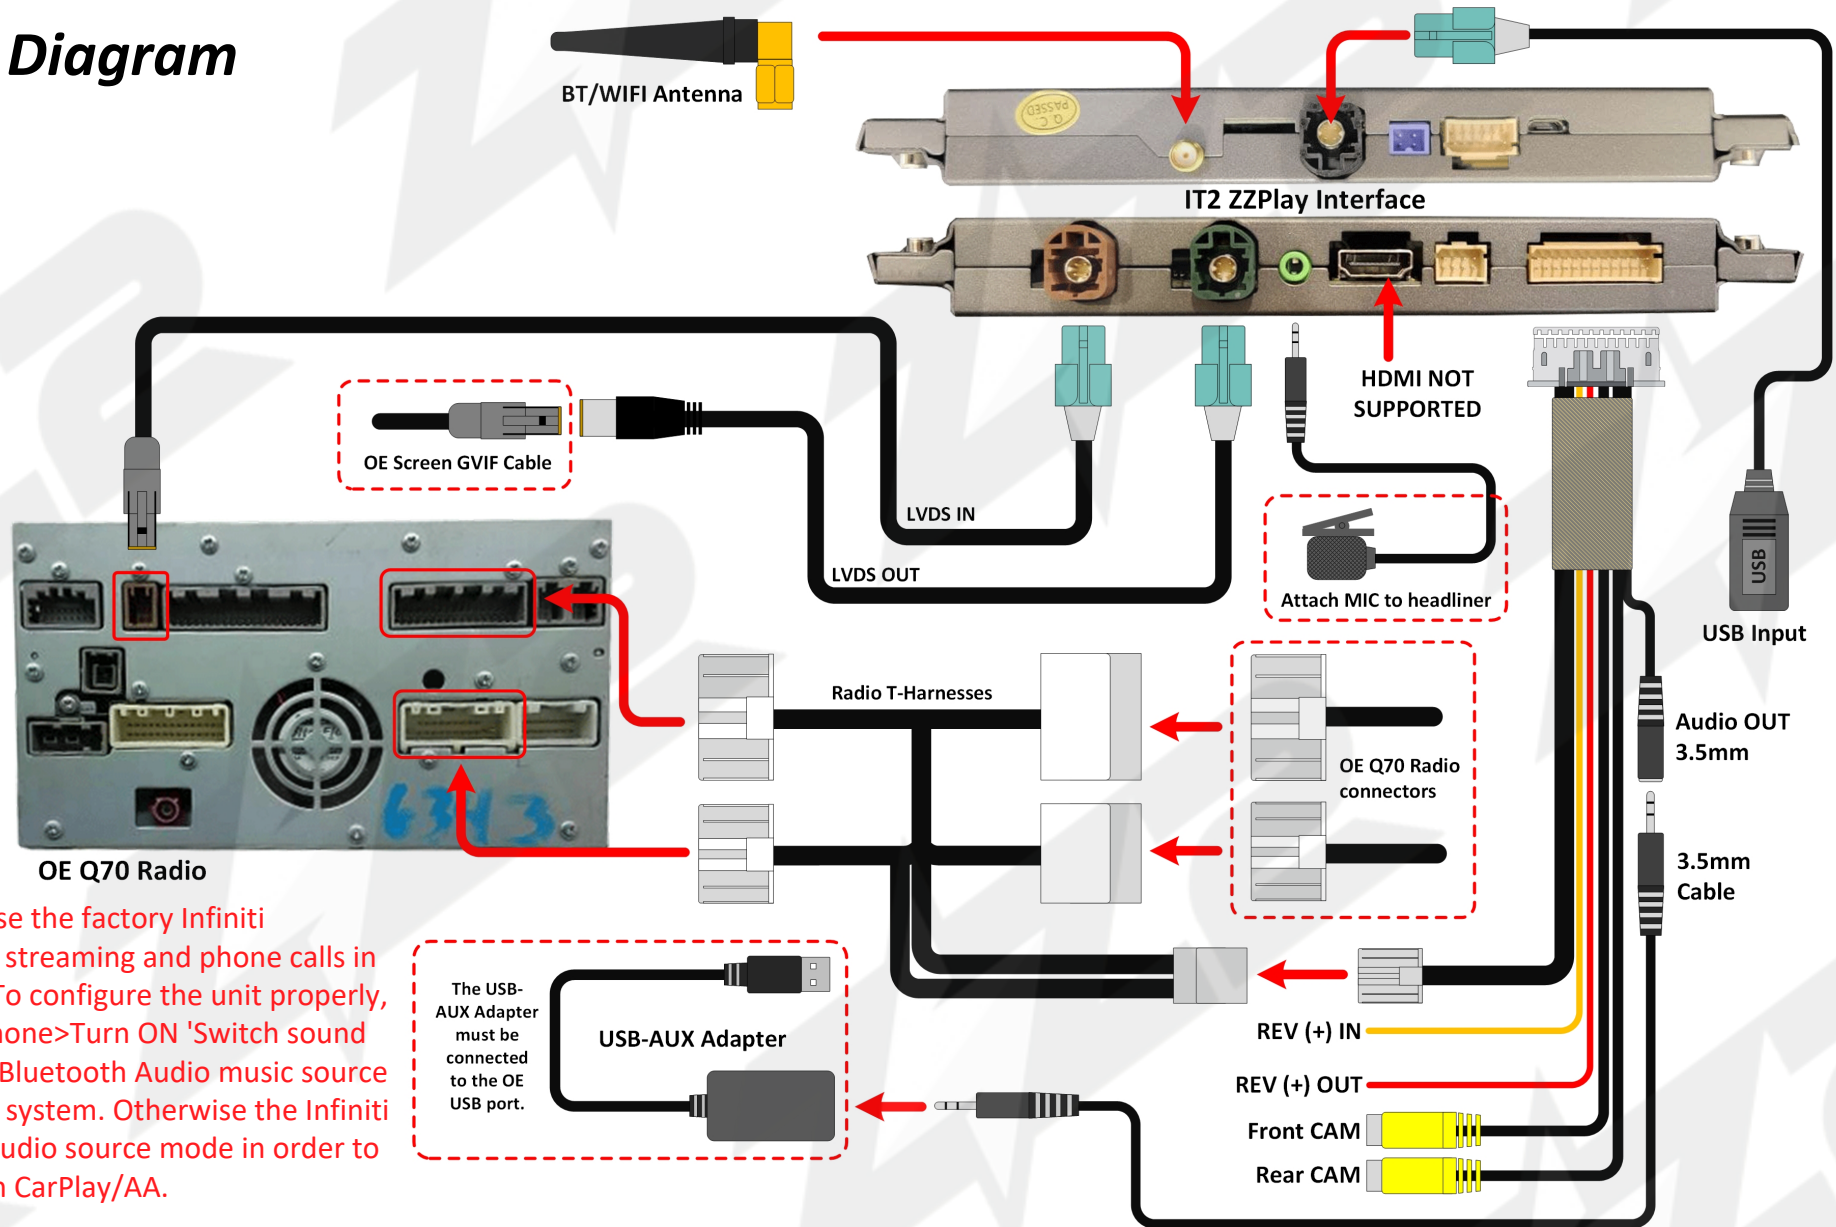 Diagram
BT/WIFI Antenna
Q.C.
PASSED
IT2 ZZPlay Interface
HDMI NOT
SUPPORTED
OE Screen GVIF Cable
LVDS IN
LVDS OUT
Attach MIC to headliner
USB
USB Input
Radio T-Harnesses
OE Q70 Radio
connectors
Audio OUT
3.5mm
3.5mm
Cable
6343
OE Q70 Radio
se the factory Infiniti
streaming and phone calls in
To configure the unit properly,
hone>Turn ON 'Switch sound
Bluetooth Audio music source
system. Otherwise the Infiniti
udio source mode in order to
n CarPlay/AA.
The USB-
AUX Adapter
must be
connected
to the OE
USB port.
USB-AUX Adapter
REV (+) IN
REV (+) OUT
Front CAM
Rear CAM